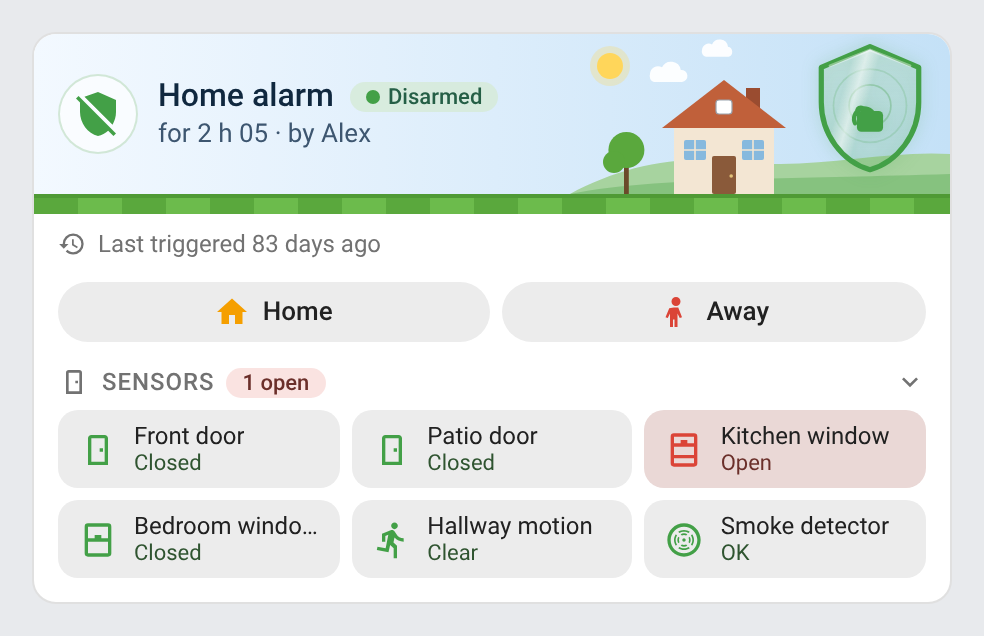 Home alarm
Disarmed
for 2 h 05 · by Alex
Last triggered 83 days ago
Home
Away
SENSORS
1 open
Front door
Closed
Patio door
Closed
Kitchen window
Open
Bedroom windo...
Closed
Hallway motion
Clear
Smoke detector
OK